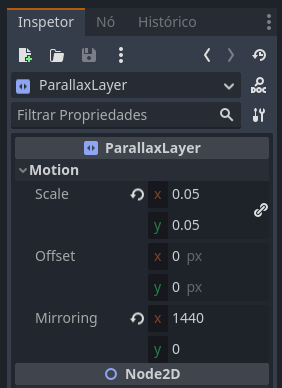 Inspetor Nó Histórico
ParallaxLayer
DOC
Filtrar Propriedades
ParallaxLayer
Motion
Scale x 0.05
y 0.05
Offset x 0 px
y 0 px
Mirroring x 1440
y 0
Node2D